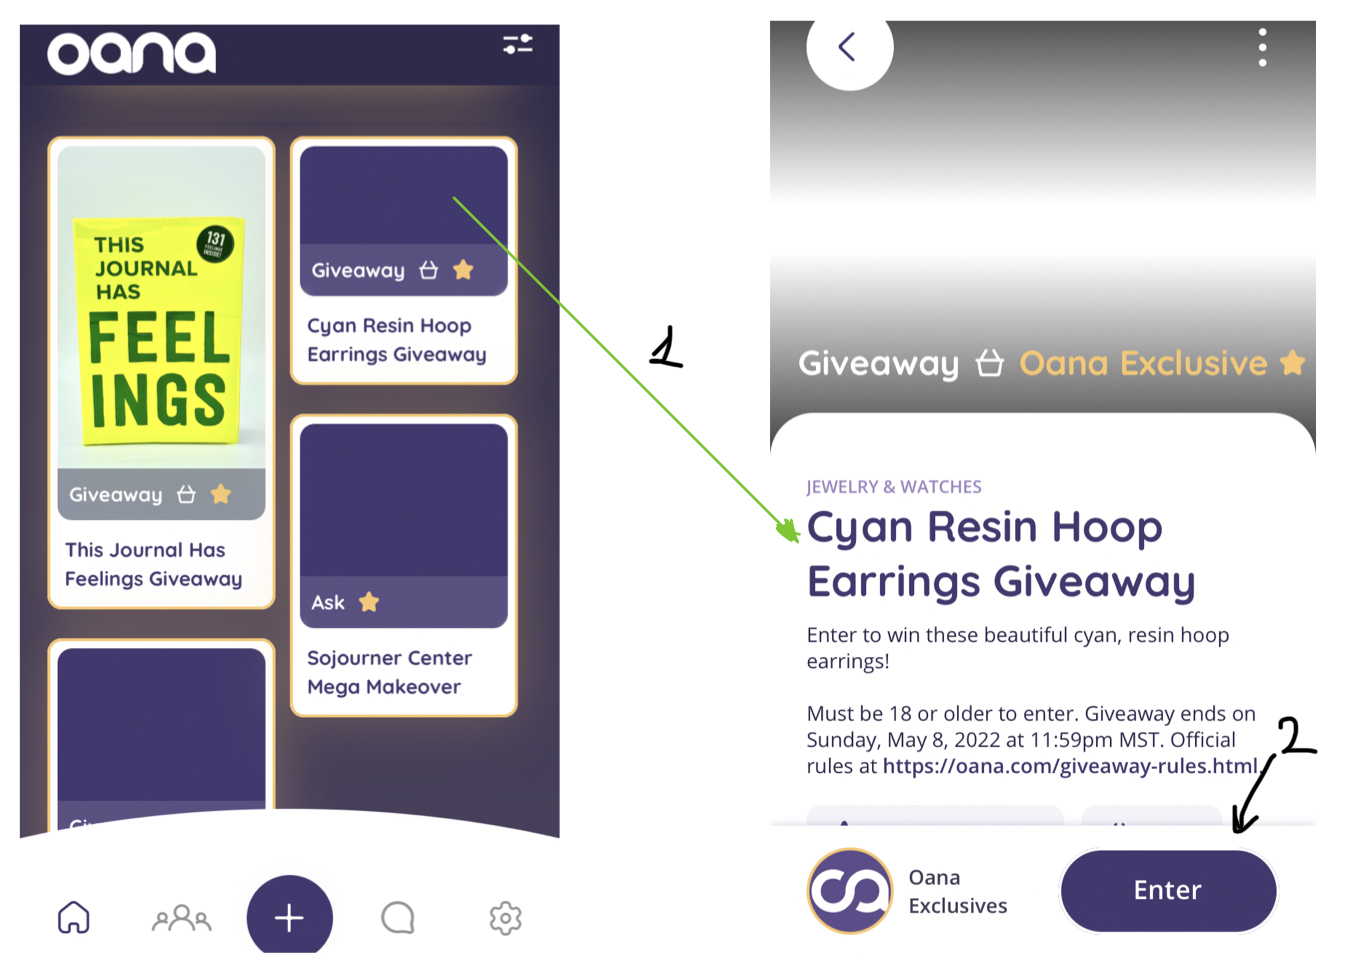 oana
THIS
JOURNAL
HAS
FEEL
INGS
131
FEELINGS
INSIDE!
Giveaway
This Journal Has
Feelings Giveaway
Giveaway
Cyan Resin Hoop
Earrings Giveaway
Ask
Sojourner Center
Mega Makeover
1
Giveaway Oana Exclusive
JEWELRY & WATCHES
Cyan Resin Hoop
Earrings Giveaway
Enter to win these beautiful cyan, resin hoop
earrings!
Must be 18 or older to enter. Giveaway ends on
Sunday, May 8, 2022 at 11:59pm MST. Official
rules at https://oana.com/giveaway-rules.html.
2
Oana
Exclusives
Enter